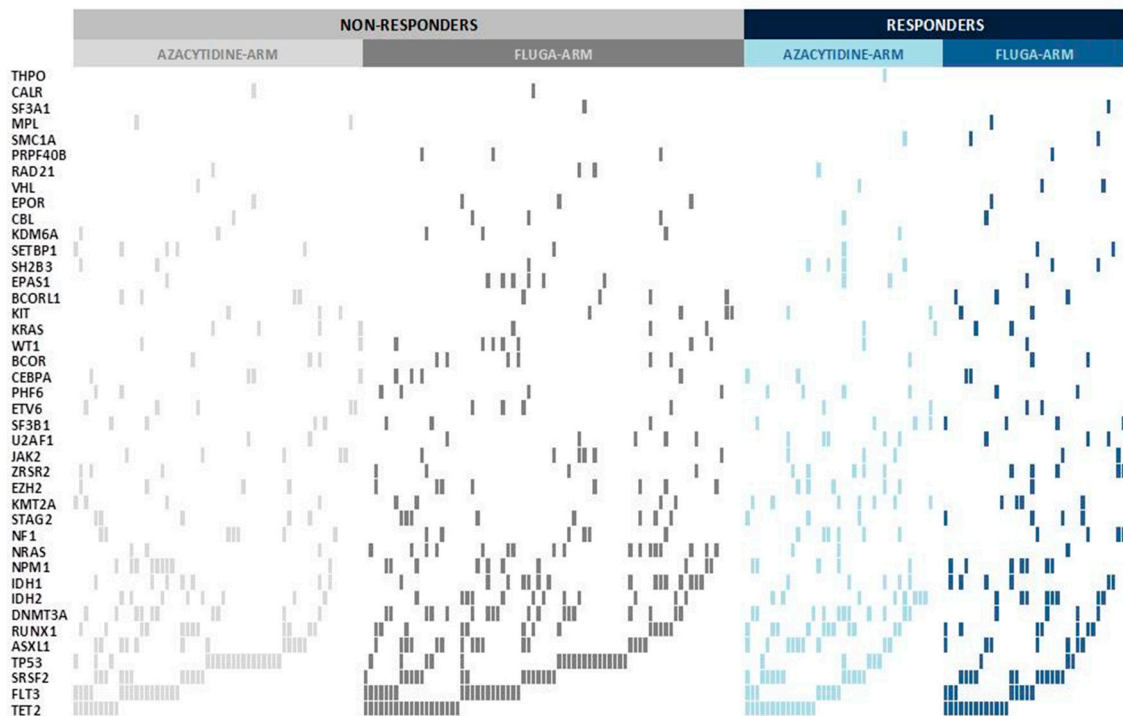 NON-RESPONDERS RESPONDERS
AZACYTIDINE-ARM FLUGA-ARM AZACYTIDINE-ARM FLUGA-ARM
THPO
CALR
SF3A1
MPL
SMC1A
PRPF40B
RAD21
VHL
EPOR
CBL
KDM6A
SETBP1
SH2B3
EPAS1
BCORL1
KIT
KRAS
WT1
BCOR
CEBPA
PHF6
ETV6
SF3B1
U2AF1
JAK2
ZRSR2
EZH2
KMT2A
STAG2
NF1
NRAS
NPM1
IDH1
IDH2
DNMT3A
RUNX1
ASXL1
TP53
SRSF2
FLT3
TET2